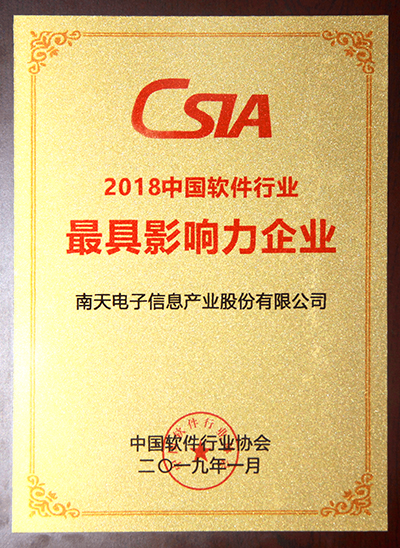 CSIA
2018中国软件行业
最具影响力企业
南天电子信息产业股份有限公司
中国软件行业协会
二〇一九年一月